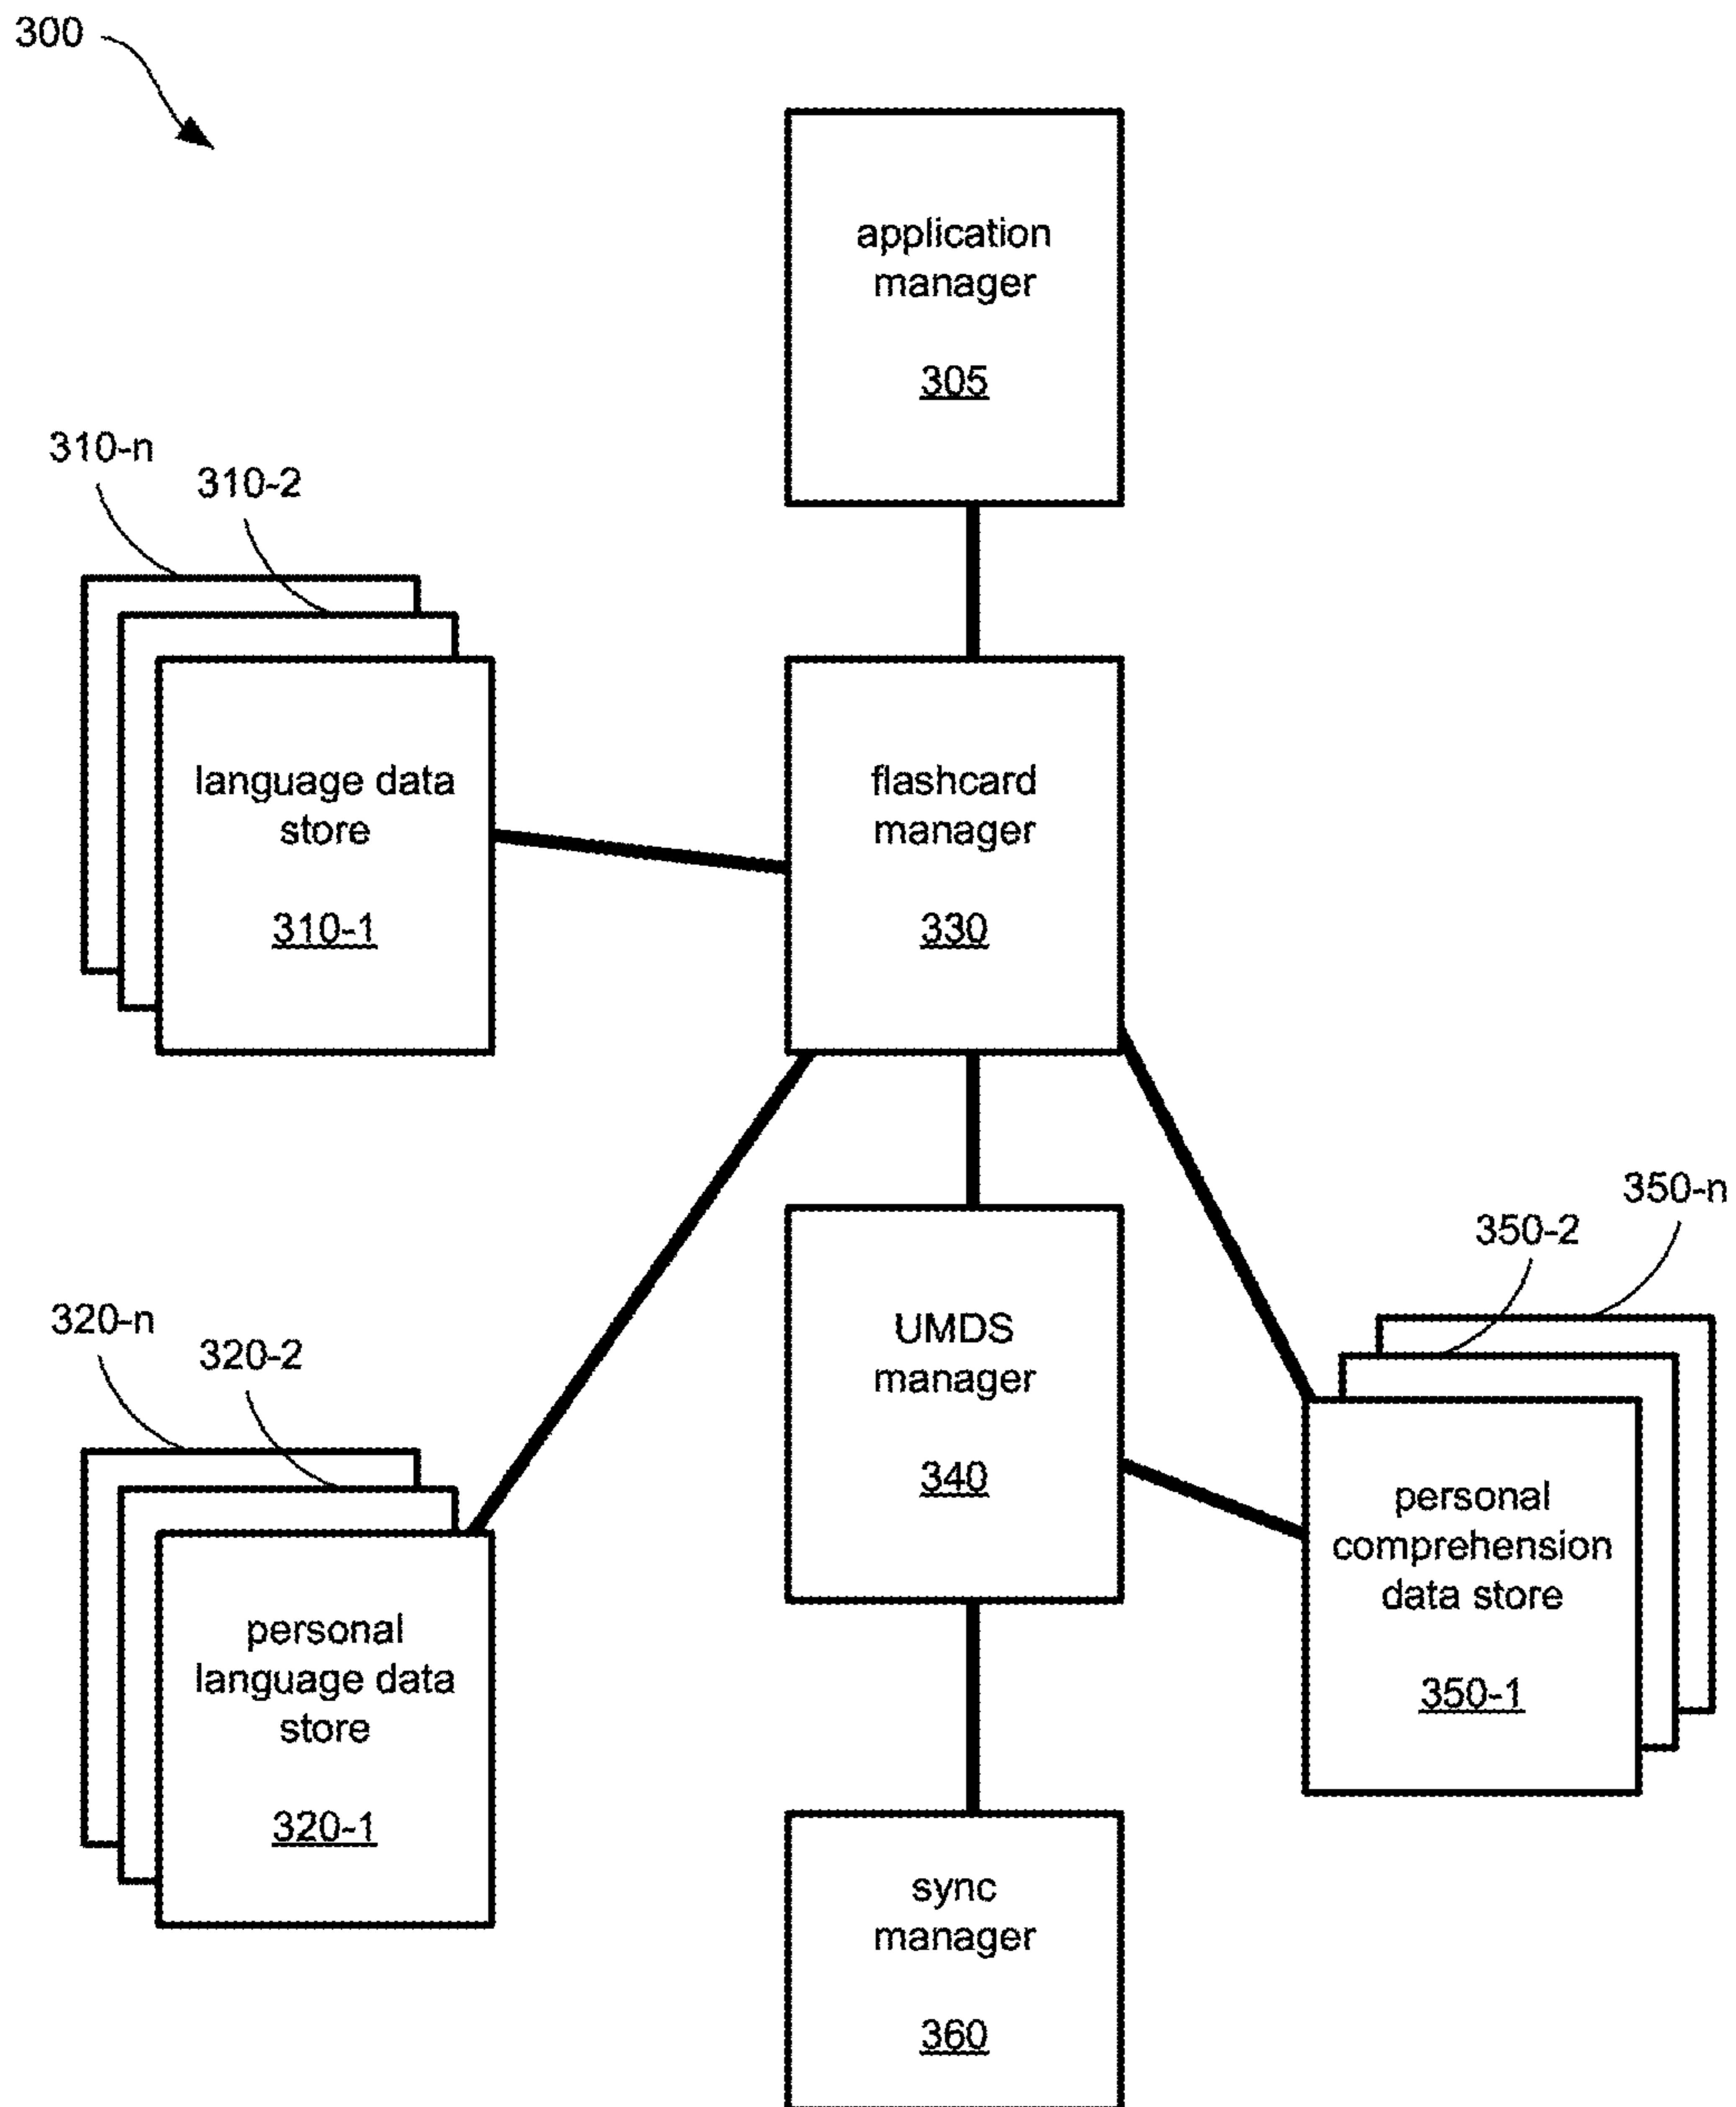 300
application
manager
305
310-n
310-2
language data
store
310-1
flashcard
manager
330
320-n
320-2
personal
language data
store
320-1
UMDS
manager
340
350-n
350-2
personal
comprehension
data store
350-1
sync
manager
360